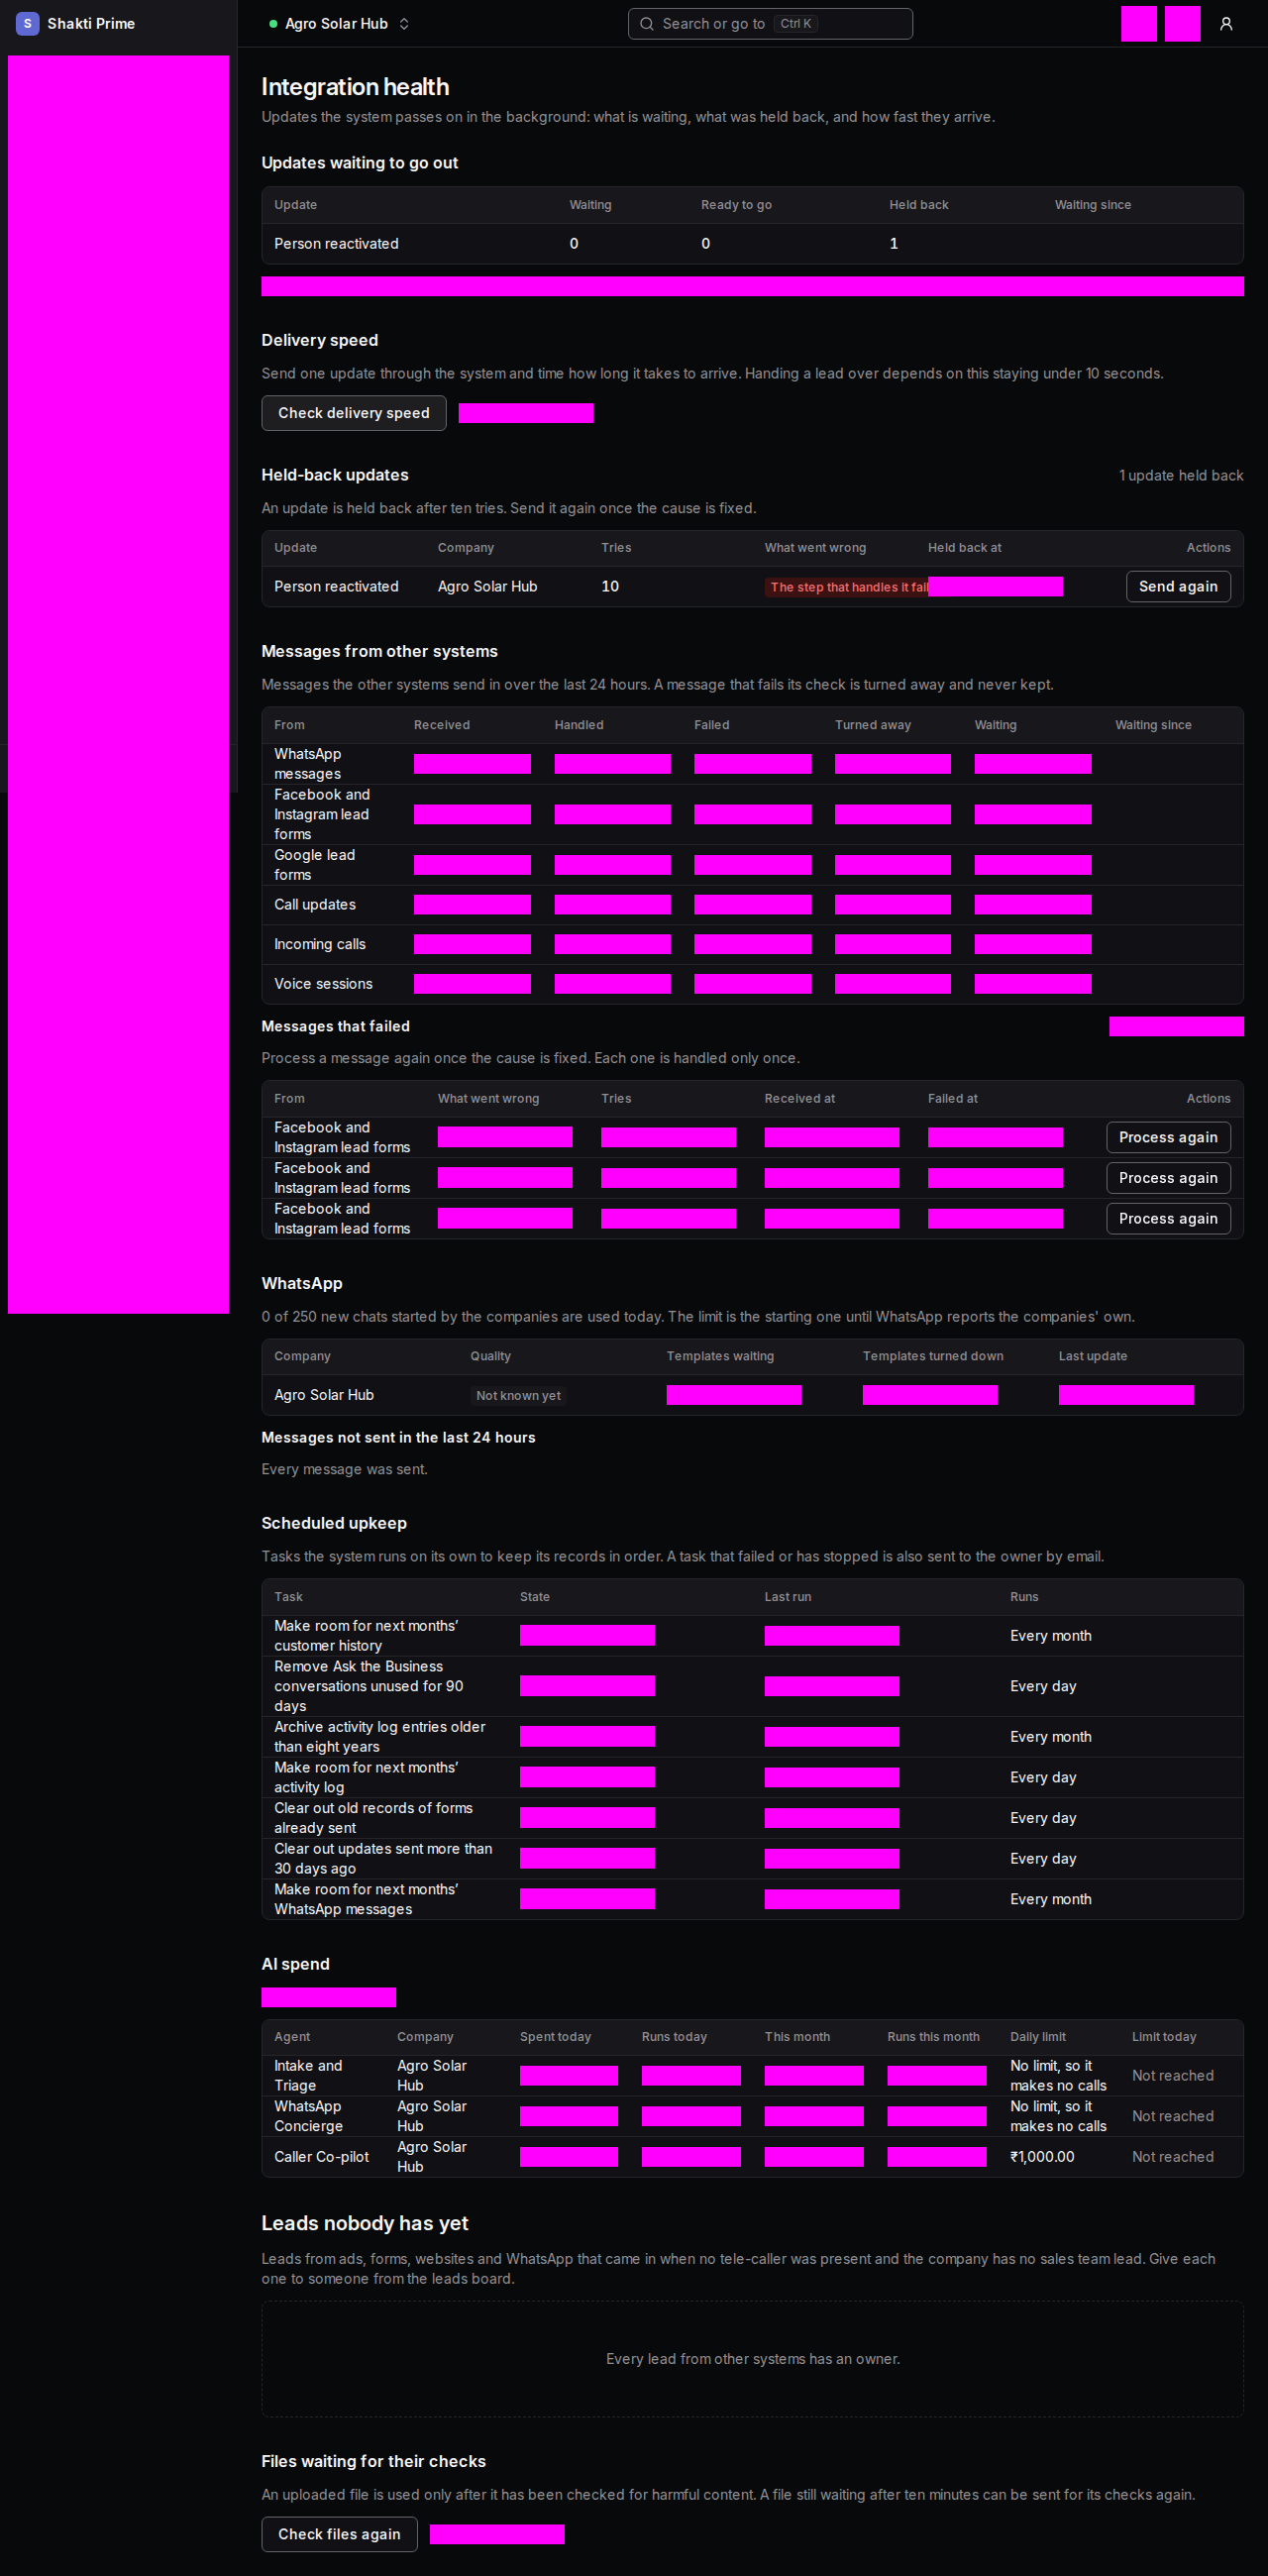 S Shakti Prime
Agro Solar Hub
Search or go to Ctrl K
Integration health
Updates the system passes on in the background: what is waiting, what was held back, and how fast they arrive.
Updates waiting to go out
Update Waiting Ready to go Held back Waiting since
Person reactivated 0 0 1
Delivery speed
Send one update through the system and time how long it takes to arrive. Handing a lead over depends on this staying under 10 seconds.
Check delivery speed
Held-back updates 1 update held back
An update is held back after ten tries. Send it again once the cause is fixed.
Update Company Tries What went wrong Held back at Actions
Person reactivated Agro Solar Hub 10 The step that handles it Send again
Messages from other systems
Messages the other systems send in over the last 24 hours. A message that fails its check is turned away and never kept.
From Received Handled Failed Turned away Waiting Waiting since
WhatsApp
messages
Facebook and
Instagram lead
forms
Google lead
forms
Call updates
Incoming calls
Voice sessions
Messages that failed
Process a message again once the cause is fixed. Each one is handled only once.
From What went wrong Tries Received at Failed at Actions
Facebook and
Instagram lead forms Process again
Facebook and
Instagram lead forms Process again
Facebook and
Instagram lead forms Process again
WhatsApp
0 of 250 new chats started by the companies are used today. The limit is the starting one until WhatsApp reports the companies' own.
Company Quality Templates waiting Templates turned down Last update
Agro Solar Hub Not known yet
Messages not sent in the last 24 hours
Every message was sent.
Scheduled upkeep
Tasks the system runs on its own to keep its records in order. A task that failed or has stopped is also sent to the owner by email.
Task State Last run Runs
Make room for next months’
customer history Every month
Remove Ask the Business
conversations unused for 90
days Every day
Archive activity log entries older
than eight years Every month
Make room for next months’
activity log Every day
Clear out old records of forms
already sent Every day
Clear out updates sent more than
30 days ago Every day
Make room for next months’
WhatsApp messages Every month
AI spend
Agent Company Spent today Runs today This month Runs this month Daily limit Limit today
Intake and Agro Solar No limit, so it
Triage Hub makes no calls Not reached
WhatsApp Agro Solar No limit, so it
Concierge Hub makes no calls Not reached
Caller Co-pilot Agro Solar Hub ₹1,000.00 Not reached
Leads nobody has yet
Leads from ads, forms, websites and WhatsApp that came in when no tele-caller was present and the company has no sales team lead. Give each
one to someone from the leads board.
Every lead from other systems has an owner.
Files waiting for their checks
An uploaded file is used only after it has been checked for harmful content. A file still waiting after ten minutes can be sent for its checks again.
Check files again